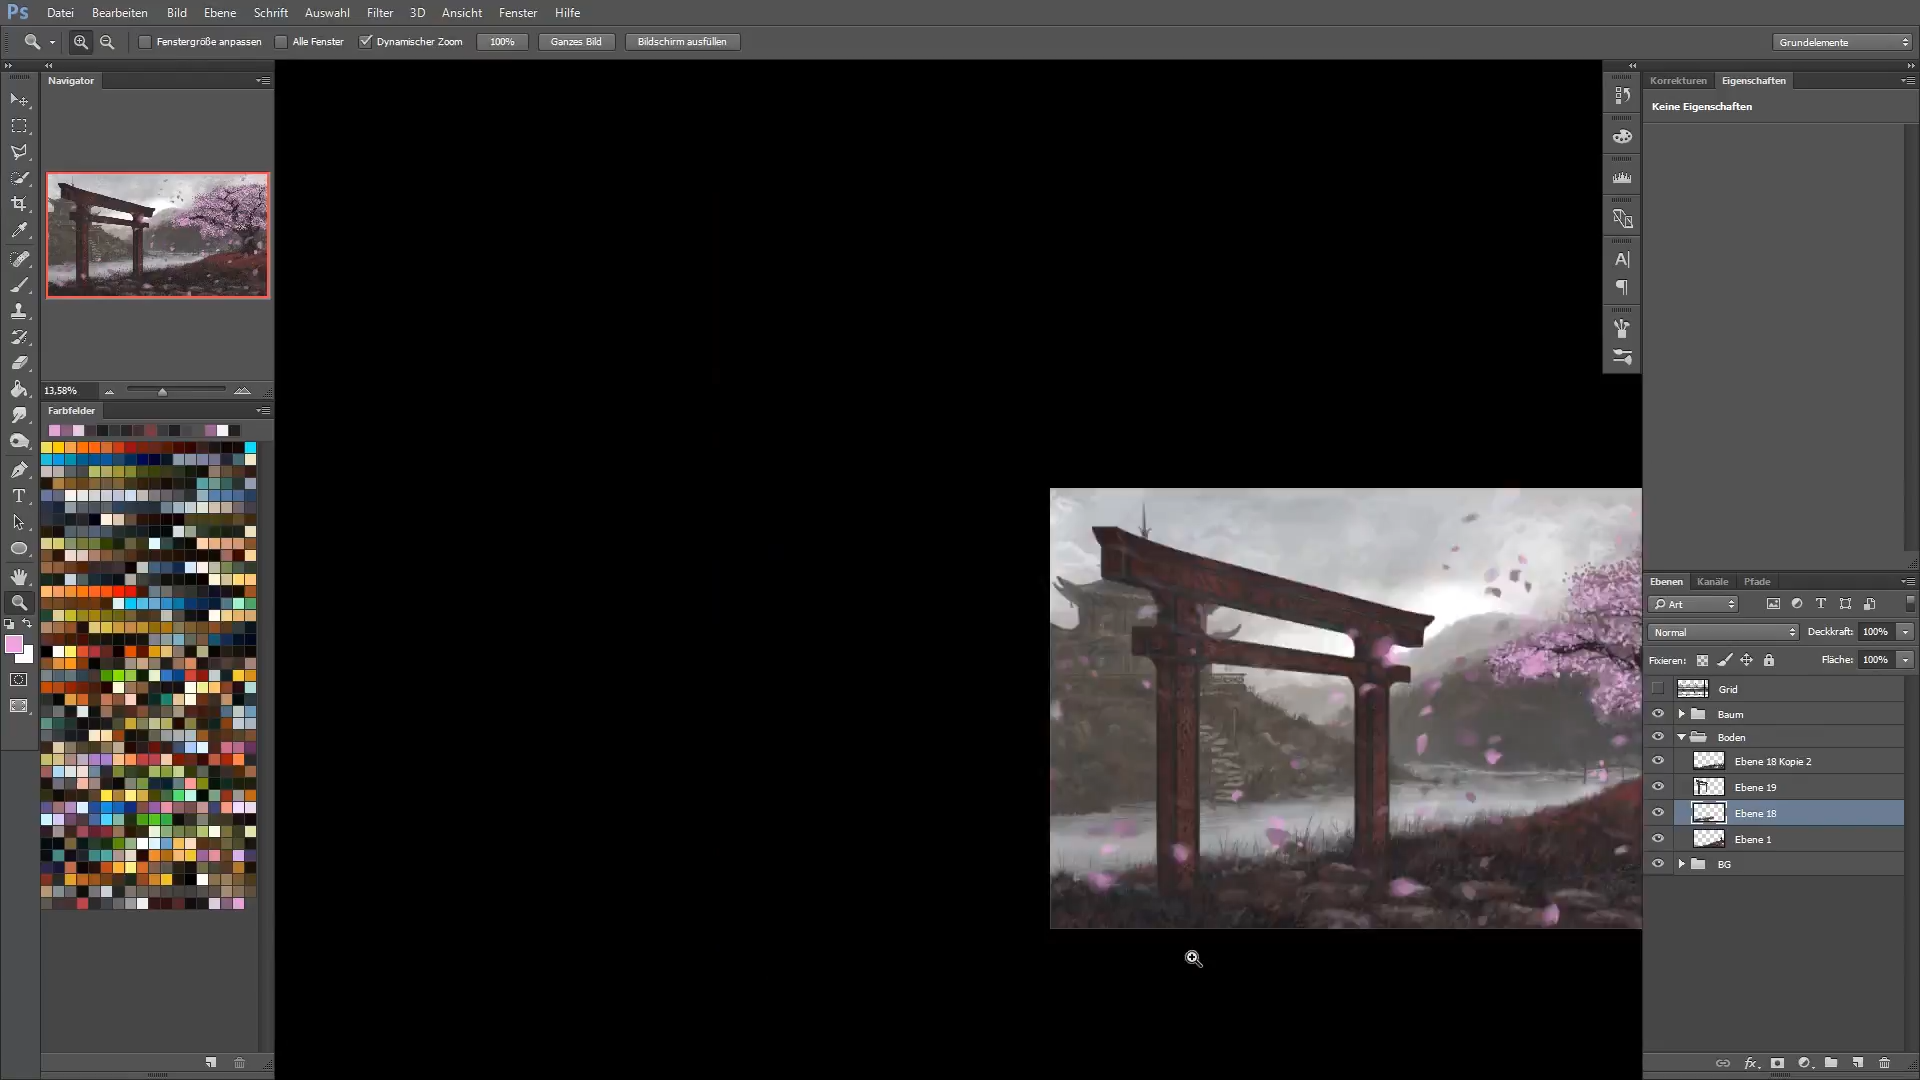 Ps Datei Bearbeiten Bild Ebene Schrift Auswahl Filter 3D Ansicht Fenster Hilfe
Fenstergröße anpassen Alle Fenster Dynamischer Zoom 100% Ganzes Bild Bildschirm ausfüllen Grundelemente
Navigator
Korrekturen Eigenschaften
Keine Eigenschaften
13,58%
Farbfelder
Ebenen Kanäle Pfade
Art
Normal Deckkraft: 100%
Fixieren: Fläche: 100%
Grid
Baum
Boden
Ebene 18 Kopie 2
Ebene 19
Ebene 18
Ebene 1
BG